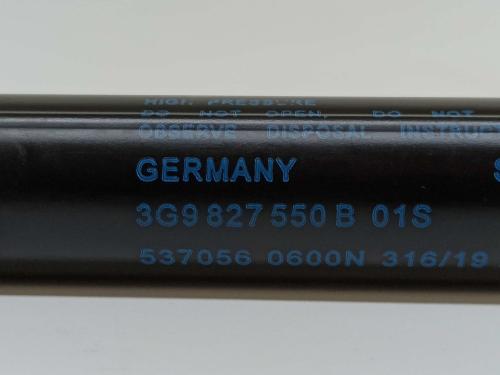 HIGH PRESSURE
DO NOT OPEN, DO NOT
OBSERVE DISPOSAL INSTRUC
GERMANY S
3G9 827 550 B 01S
537056 0600N 316/19